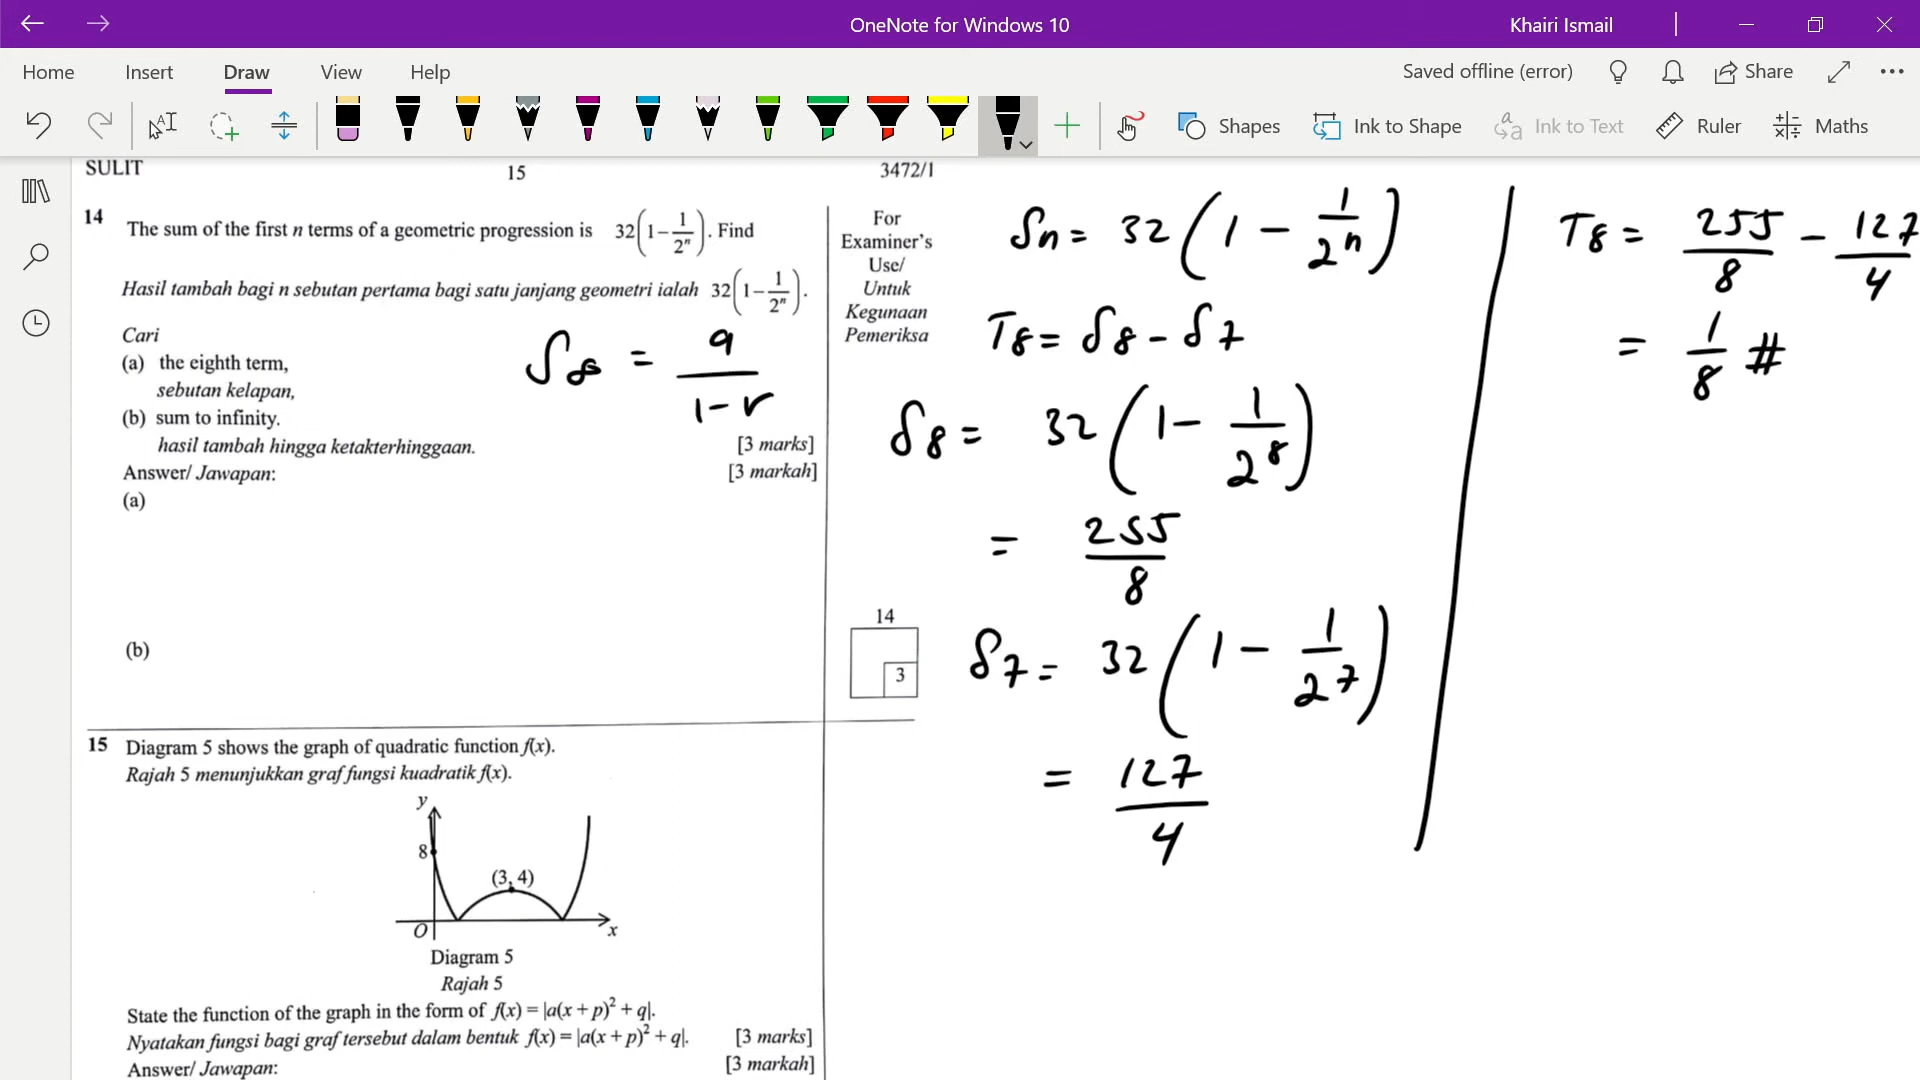 OneNote for Windows 10
Khairi Ismail
Home Insert Draw View Help
Saved offline (error) Share
Shapes Ink to Shape Ink to Text Ruler Maths
SULIT 15 3472/1
14 The sum of the first n terms of a geometric progression is 32(1 − 1/2ⁿ). Find
Hasil tambah bagi n sebutan pertama bagi satu janjang geometri ialah 32(1 − 1/2ⁿ).
Cari
(a) the eighth term,
sebutan kelapan,
(b) sum to infinity.
hasil tambah hingga ketakterhinggaan.
[3 marks]
Answer/ Jawapan: [3 markah]
(a)
(b)
S∞ = a/(1-r)
For
Examiner's
Use/
Untuk
Kegunaan
Pemeriksa
14
3
15 Diagram 5 shows the graph of quadratic function f(x).
Rajah 5 menunjukkan graf fungsi kuadratik f(x).
y
8
(3, 4)
O
x
Diagram 5
Rajah 5
State the function of the graph in the form of f(x) = |a(x + p)² + q|.
Nyatakan fungsi bagi graf tersebut dalam bentuk f(x) = |a(x + p)² + q|. [3 marks]
Answer/ Jawapan: [3 markah]
Sn = 32(1 − 1/2ⁿ)
T8 = S8 - S7
S8 = 32(1 − 1/2⁸)
= 255/8
S7 = 32(1 − 1/2⁷)
= 127/4
T8 = 255/8 − 127/4
= 1/8 #